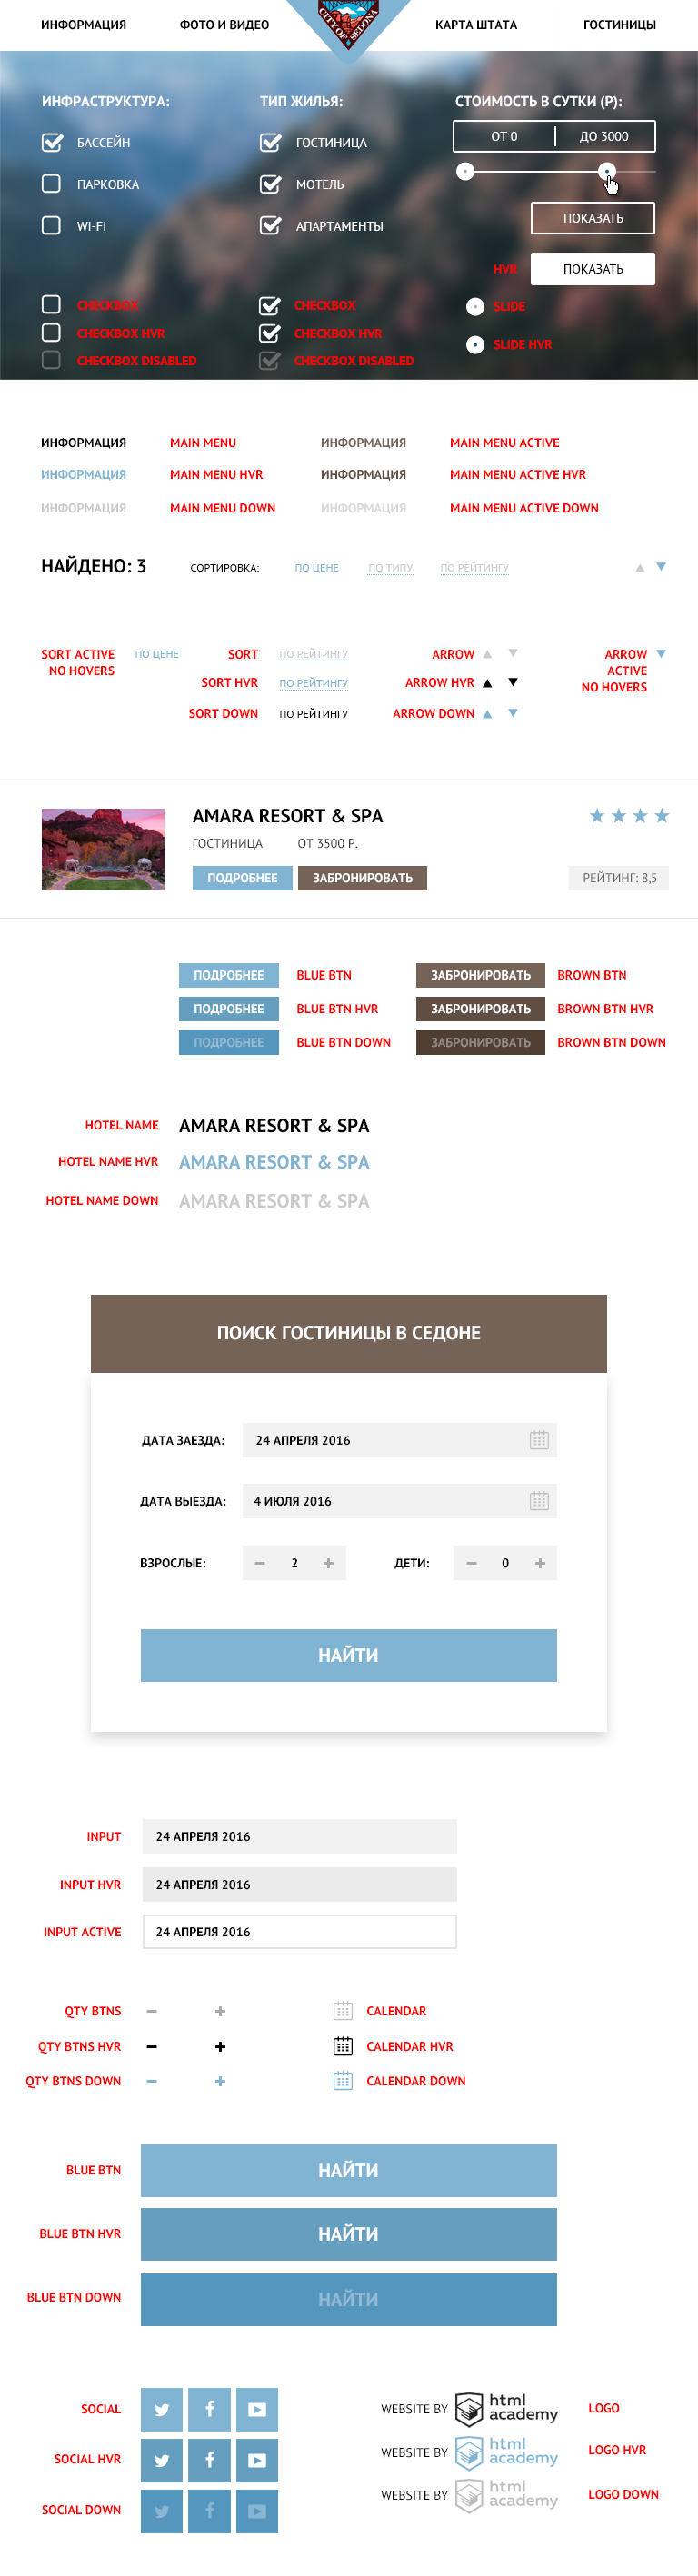 ИНФОРМАЦИЯ ФОТО И ВИДЕО КАРТА ШТАТА ГОСТИНИЦЫ
CITY OF SEDONA
ИНФРАСТРУКТУРА: ТИП ЖИЛЬЯ: СТОИМОСТЬ В СУТКИ (Р):
БАССЕЙН ГОСТИНИЦА ОТ 0 ДО 3000
ПАРКОВКА МОТЕЛЬ
WI-FI АПАРТАМЕНТЫ ПОКАЗАТЬ
HVR ПОКАЗАТЬ
CHECKBOX CHECKBOX SLIDE
CHECKBOX HVR CHECKBOX HVR SLIDE HVR
CHECKBOX DISABLED CHECKBOX DISABLED
ИНФОРМАЦИЯ MAIN MENU ИНФОРМАЦИЯ MAIN MENU ACTIVE
ИНФОРМАЦИЯ MAIN MENU HVR ИНФОРМАЦИЯ MAIN MENU ACTIVE HVR
ИНФОРМАЦИЯ MAIN MENU DOWN ИНФОРМАЦИЯ MAIN MENU ACTIVE DOWN
НАЙДЕНО: 3 СОРТИРОВКА: ПО ЦЕНЕ ПО ТИПУ ПО РЕЙТИНГУ
SORT ACTIVE ПО ЦЕНЕ SORT ПО РЕЙТИНГУ ARROW ARROW
NO HOVERS ACTIVE
SORT HVR ПО РЕЙТИНГУ ARROW HVR NO HOVERS
SORT DOWN ПО РЕЙТИНГУ ARROW DOWN
AMARA RESORT & SPA
ГОСТИНИЦА ОТ 3500 Р.
ПОДРОБНЕЕ ЗАБРОНИРОВАТЬ РЕЙТИНГ: 8,5
ПОДРОБНЕЕ BLUE BTN ЗАБРОНИРОВАТЬ BROWN BTN
ПОДРОБНЕЕ BLUE BTN HVR ЗАБРОНИРОВАТЬ BROWN BTN HVR
ПОДРОБНЕЕ BLUE BTN DOWN ЗАБРОНИРОВАТЬ BROWN BTN DOWN
HOTEL NAME AMARA RESORT & SPA
HOTEL NAME HVR AMARA RESORT & SPA
HOTEL NAME DOWN AMARA RESORT & SPA
ПОИСК ГОСТИНИЦЫ В СЕДОНЕ
ДАТА ЗАЕЗДА: 24 АПРЕЛЯ 2016
ДАТА ВЫЕЗДА: 4 ИЮЛЯ 2016
ВЗРОСЛЫЕ: − 2 + ДЕТИ: − 0 +
НАЙТИ
INPUT 24 АПРЕЛЯ 2016
INPUT HVR 24 АПРЕЛЯ 2016
INPUT ACTIVE 24 АПРЕЛЯ 2016
QTY BTNS − + CALENDAR
QTY BTNS HVR − + CALENDAR HVR
QTY BTNS DOWN − + CALENDAR DOWN
BLUE BTN НАЙТИ
BLUE BTN HVR НАЙТИ
BLUE BTN DOWN НАЙТИ
SOCIAL WEBSITE BY html academy LOGO
SOCIAL HVR WEBSITE BY html academy LOGO HVR
SOCIAL DOWN WEBSITE BY html academy LOGO DOWN